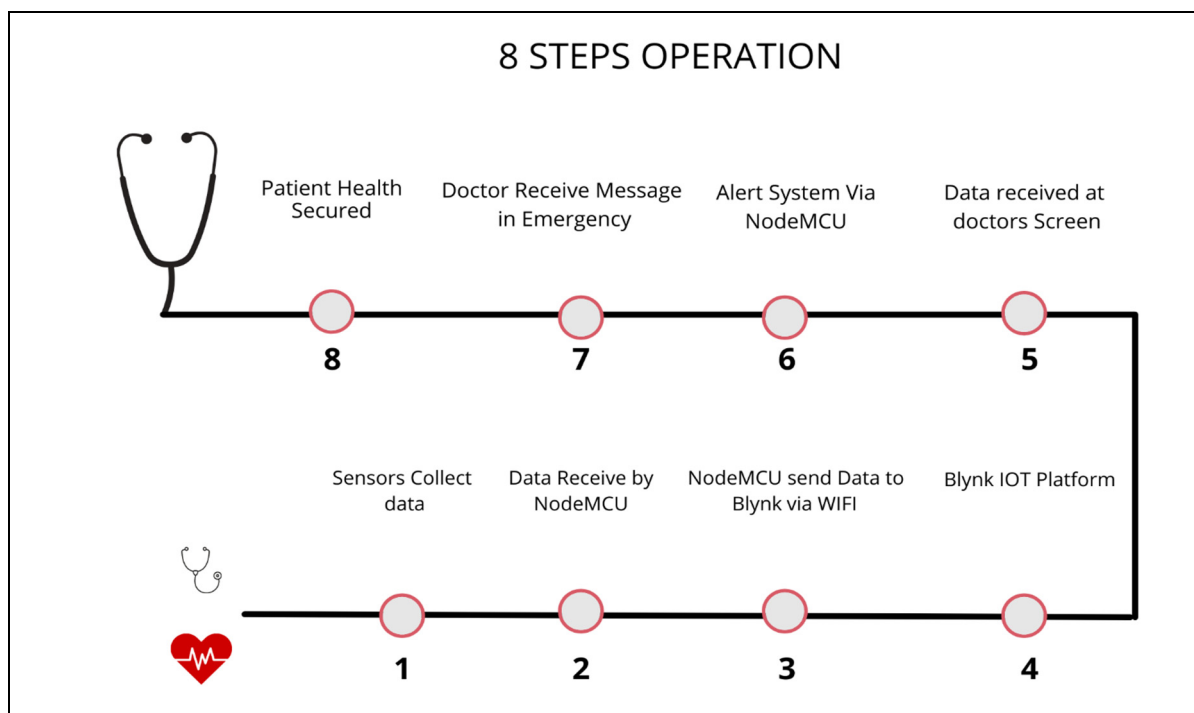 8 STEPS OPERATION
Patient Health
Secured
Doctor Receive Message
in Emergency
Alert System Via
NodeMCU
Data received at
doctors Screen
8
7
6
5
Sensors Collect
data
Data Receive by
NodeMCU
NodeMCU send Data to
Blynk via WIFI
Blynk IOT Platform
1
2
3
4